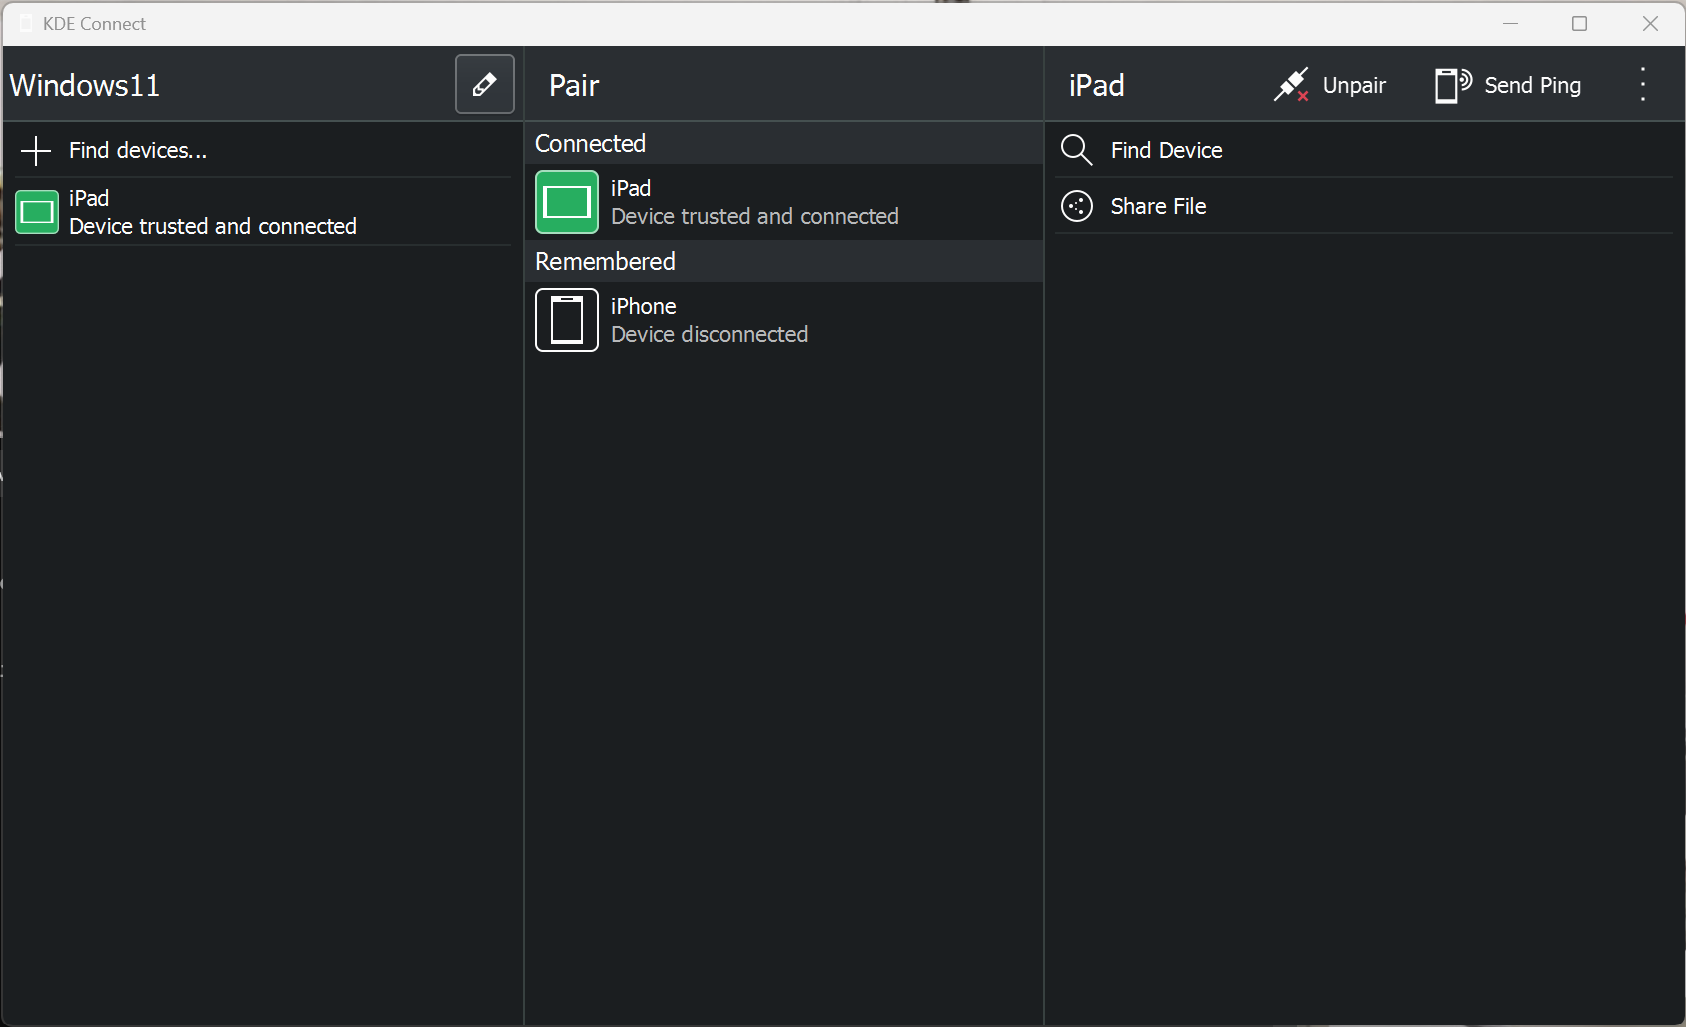 KDE Connect
Windows11
Find devices...
iPad
Device trusted and connected
Pair
Connected
iPad
Device trusted and connected
Remembered
iPhone
Device disconnected
iPad
Unpair
Send Ping
Find Device
Share File